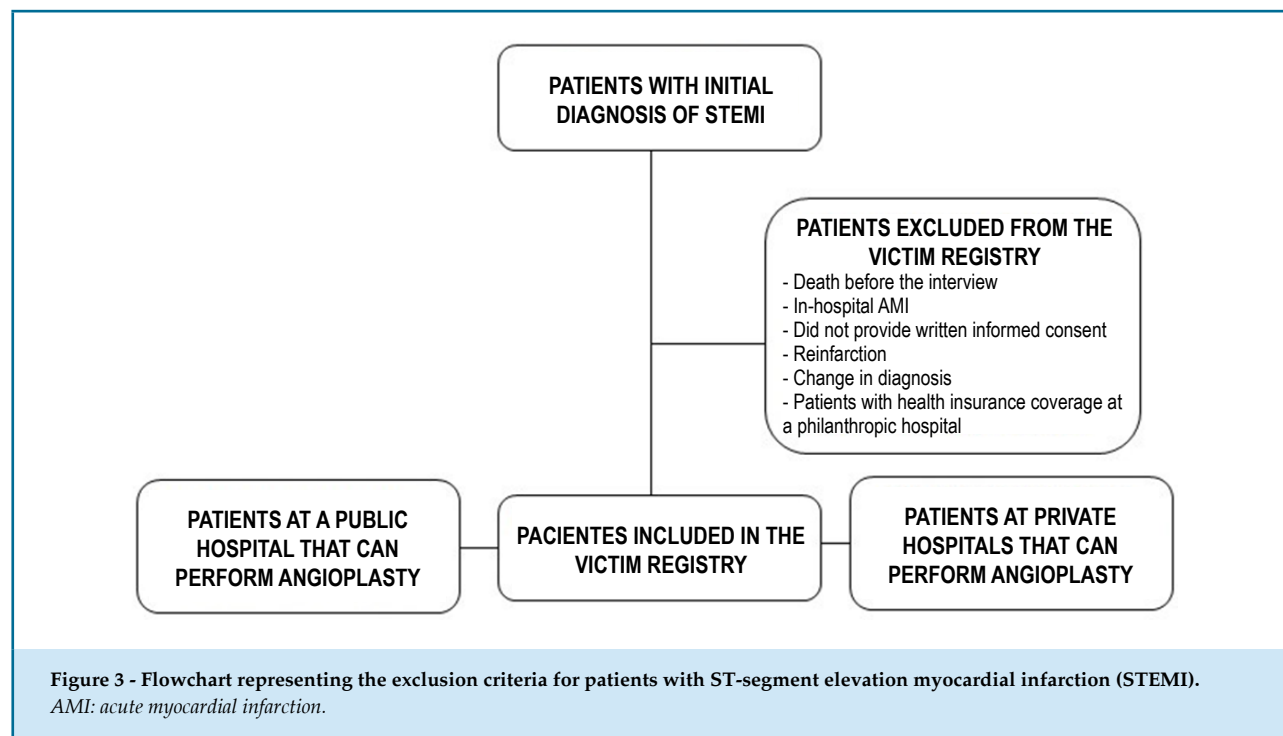 PATIENTS WITH INITIAL
DIAGNOSIS OF STEMI
PATIENTS EXCLUDED FROM THE
VICTIM REGISTRY
- Death before the interview
- In-hospital AMI
- Did not provide written informed consent
- Reinfarction
- Change in diagnosis
- Patients with health insurance coverage at
a philanthropic hospital
PATIENTS AT A PUBLIC
HOSPITAL THAT CAN
PERFORM ANGIOPLASTY
PACIENTES INCLUDED IN THE
VICTIM REGISTRY
PATIENTS AT PRIVATE
HOSPITALS THAT CAN
PERFORM ANGIOPLASTY
Figure 3 - Flowchart representing the exclusion criteria for patients with ST-segment elevation myocardial infarction (STEMI).
AMI: acute myocardial infarction.